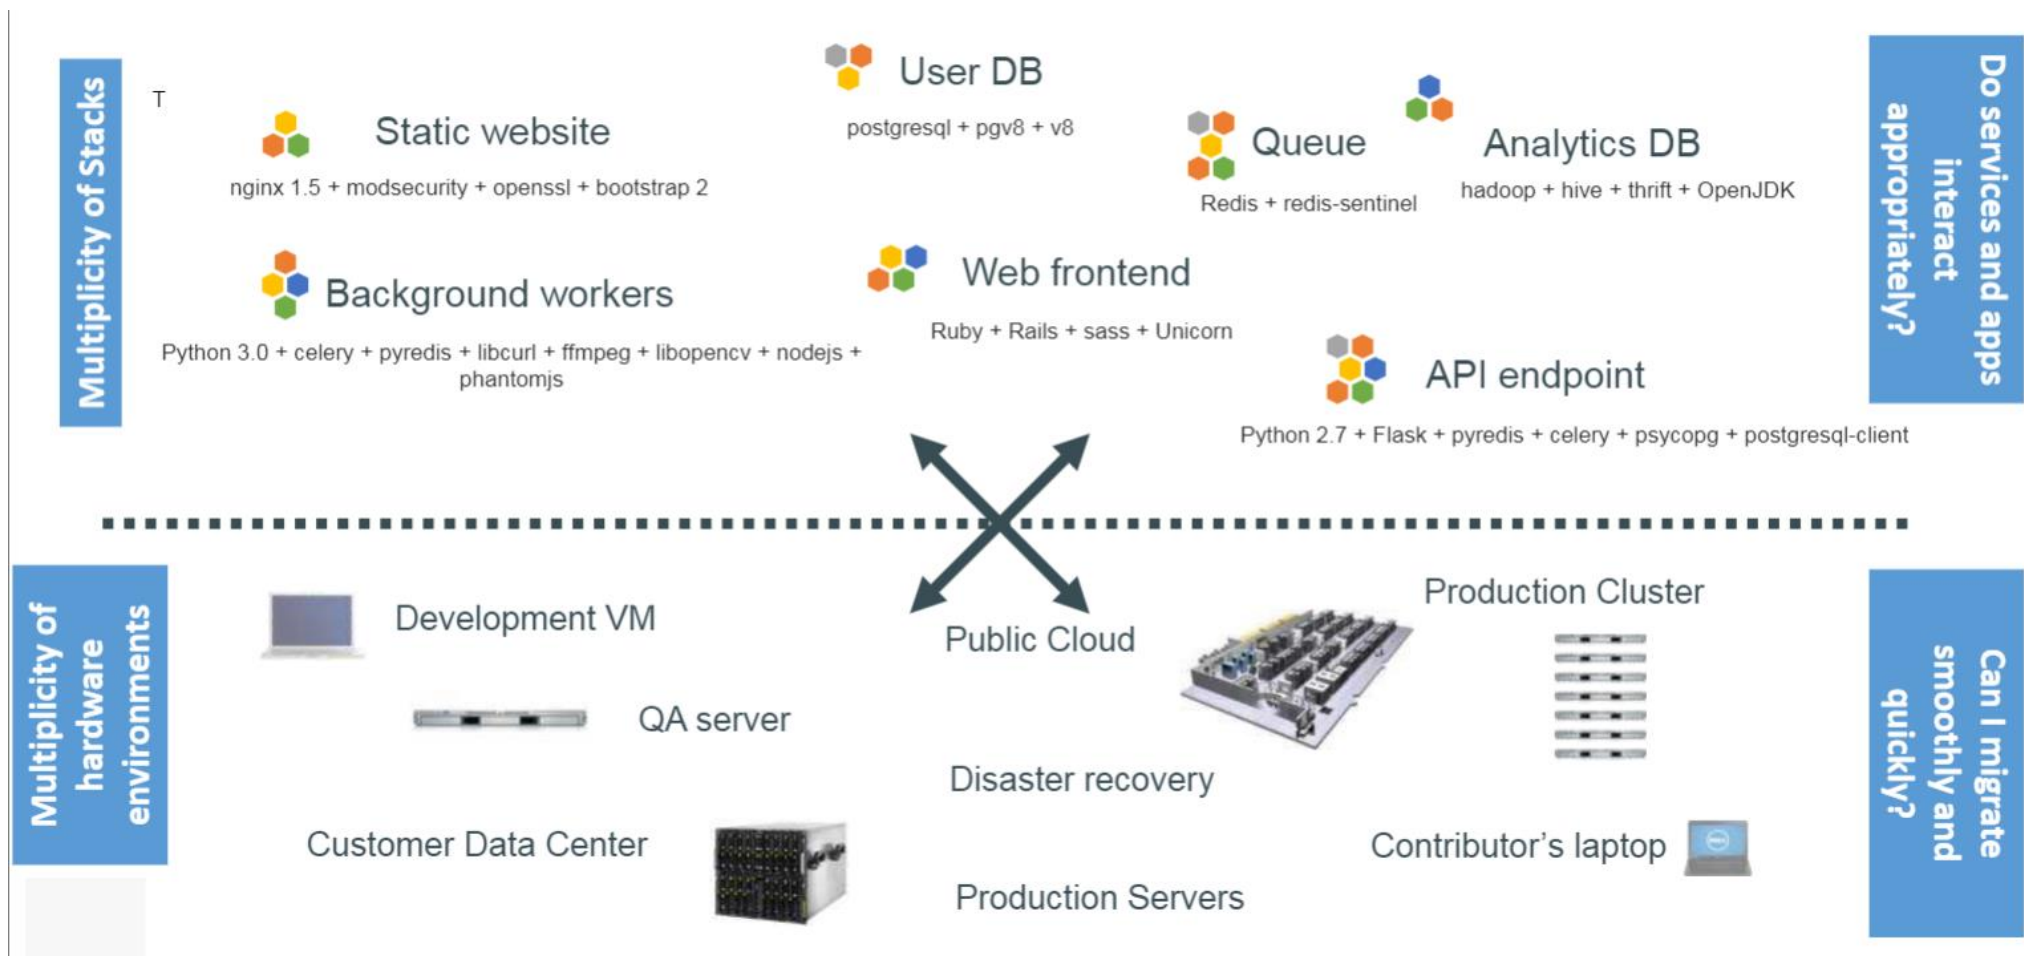 Multiplicity of Stacks
T
Static website
nginx 1.5 + modsecurity + openssl + bootstrap 2
User DB
postgresql + pgv8 + v8
Queue
Redis + redis-sentinel
Analytics DB
hadoop + hive + thrift + OpenJDK
Background workers
Python 3.0 + celery + pyredis + libcurl + ffmpeg + libopencv + nodejs +
phantomjs
Web frontend
Ruby + Rails + sass + Unicorn
API endpoint
Python 2.7 + Flask + pyredis + celery + psycopg + postgresql-client
Do services and apps
interact
appropriately?
Multiplicity of
hardware
environments
Development VM
QA server
Customer Data Center
Public Cloud
Disaster recovery
Production Servers
Production Cluster
Contributor’s laptop
Can I migrate
smoothly and
quickly?